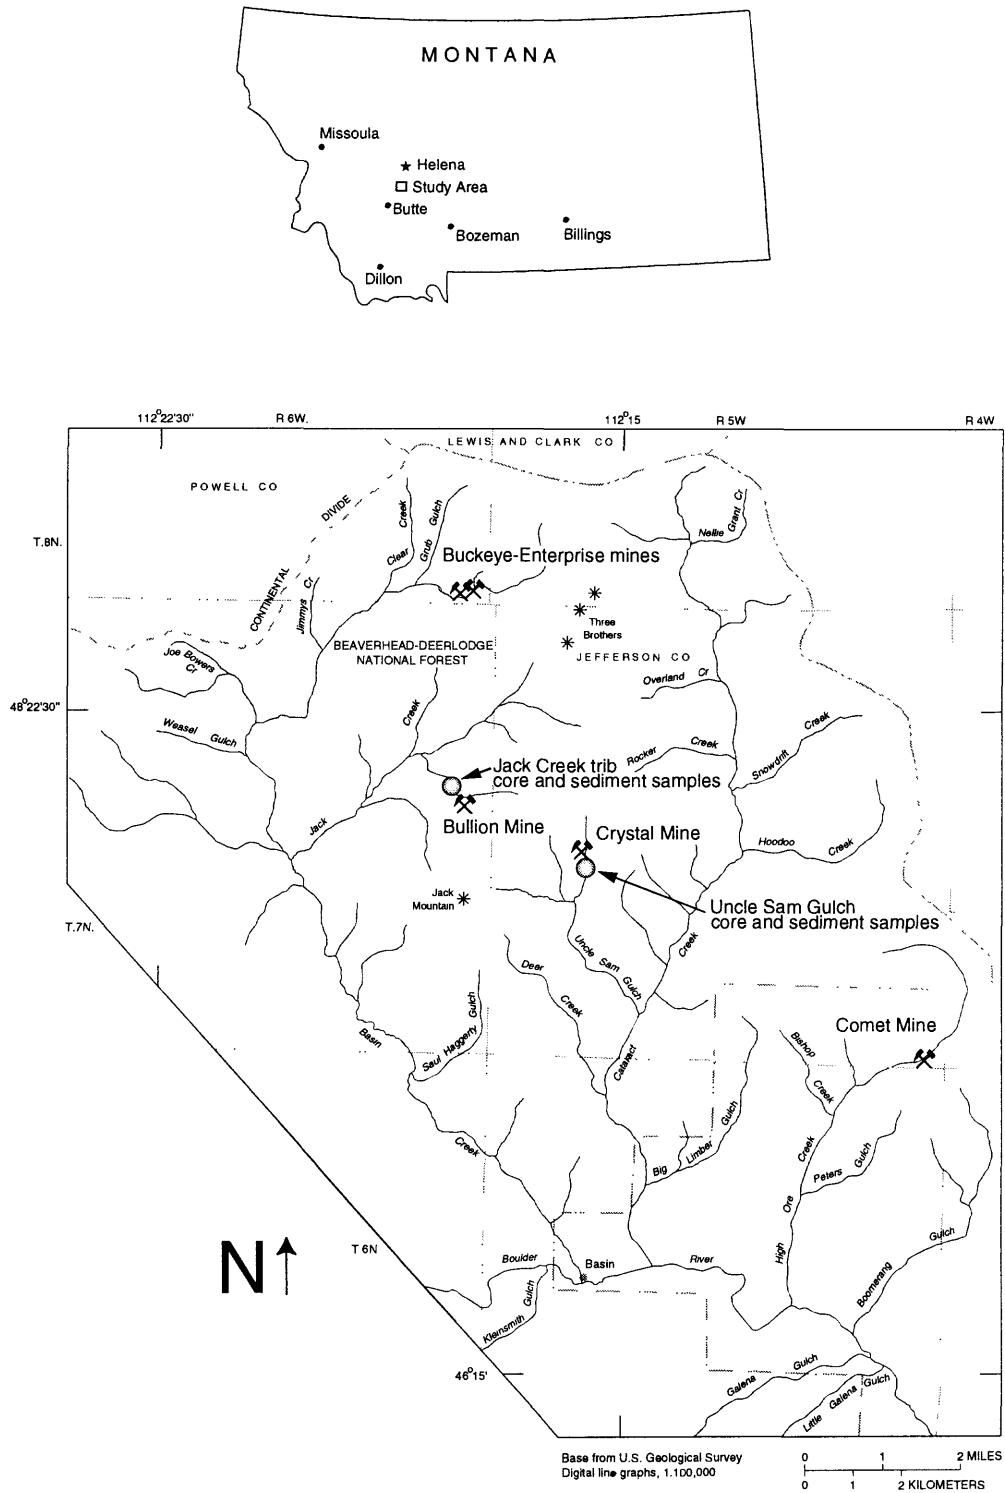 MONTANA
Missoula
Helena
Study Area
Butte
Bozeman
Billings
Dillon
112°22'30"
R 6W.
112°15
R 5W
R 4W
LEWIS AND CLARK CO
POWELL CO
DIVIDE
CONTINENTAL
T.8N.
Clear Creek
Grub Gulch
Nellie Grant Cr
Buckeye-Enterprise mines
Jimmys Cr
Three
Brothers
Joe Bowers
Cr
BEAVERHEAD-DEERLODGE
NATIONAL FOREST
JEFFERSON CO
Overland Cr
48°22'30"
Weasel Gulch
Creek
Rocker Creek
Snowdrift Creek
Jack Creek trib
core and sediment samples
Jack
Bullion Mine
Crystal Mine
Hoodoo Creek
Jack
Mountain
Uncle Sam Gulch
core and sediment samples
T.7N.
Uncle Sam Gulch
Creek
Deer Creek
Comet Mine
Basin
Saul Haggerty Gulch
Cataract
Bishop Creek
Creek
Big Limber Gulch
Creek
Peters Gulch
Ore
High
Gulch
Boomerang
N
T 6N
Boulder
Basin
River
Kleinsmith Gulch
46°15'
Galena Gulch
Little Galena Gulch
Base from U.S. Geological Survey
Digital line graphs, 1.100,000
0 1 2 MILES
0 1 2 KILOMETERS